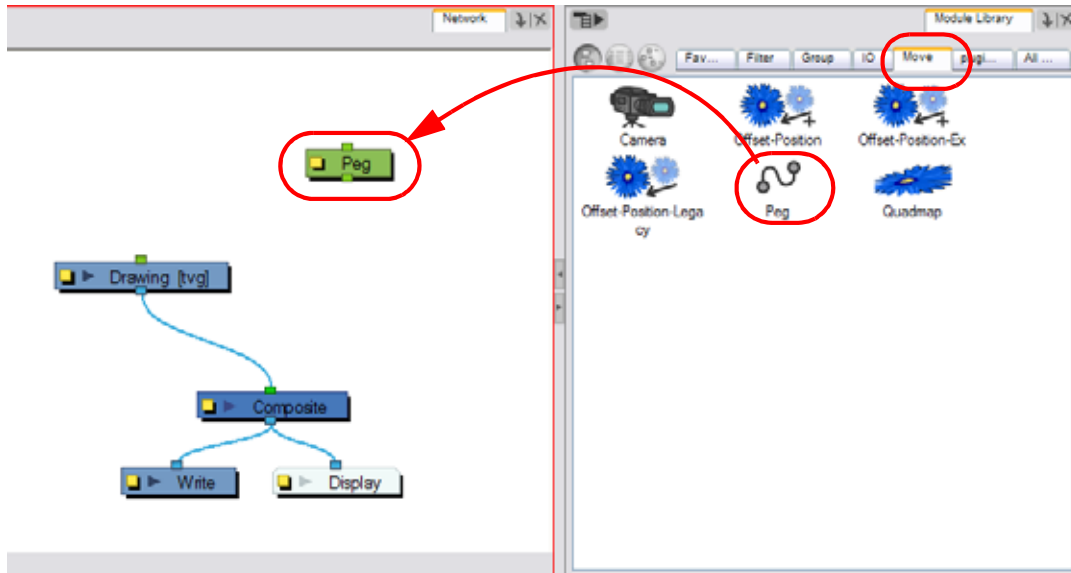 Network
Peg
Drawing [tvg]
Composite
Write
Display
Module Library
Fav...
Filter
Group
IO
Move
plugi...
All ...
Camera
Offset-Position
Offset-Position-Ex
Offset-Position-Lega
cy
Peg
Quadmap